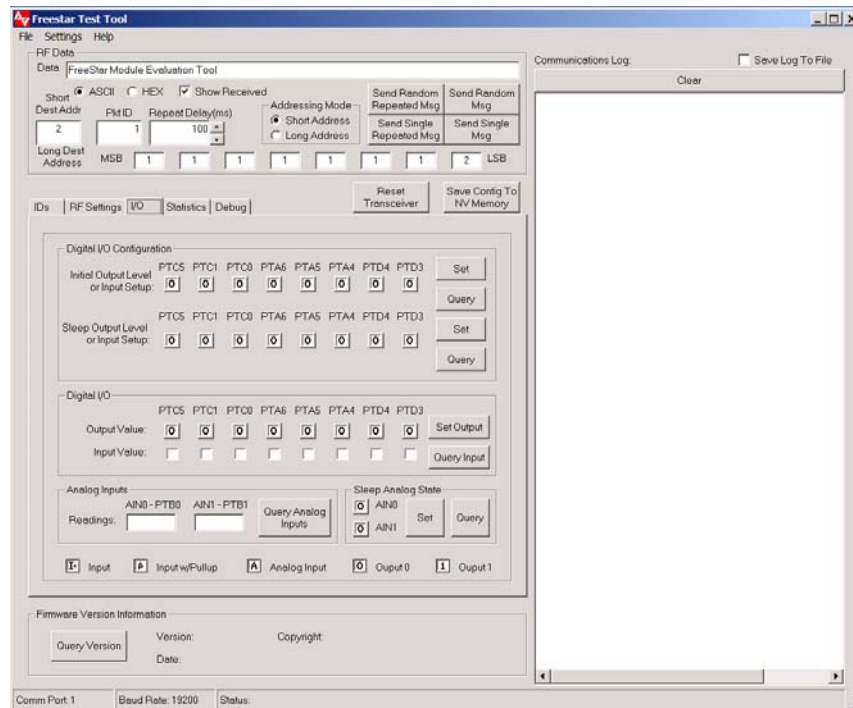 Freestar Test Tool
File Settings Help
RF Data
Data FreeStar Module Evaluation Tool
ASCII HEX Show Received
Short Dest Addr
2
Pkt ID
1
Repeat Delay(ms)
100
Addressing Mode
Short Address
Long Address
Send Random Repeated Msg
Send Random Msg
Send Single Repeated Msg
Send Single Msg
Long Dest Address
MSB 1 1 1 1 1 1 1 2 LSB
Reset Transceiver
Save Config To NV Memory
IDs RF Settings I/O Statistics Debug
Digital I/O Configuration
PTC5 PTC1 PTC0 PTA6 PTA5 PTA4 PTD4 PTD3
Initial Output Level or Input Setup: 0 0 0 0 0 0 0 0
Set
Query
PTC5 PTC1 PTC0 PTA6 PTA5 PTA4 PTD4 PTD3
Sleep Output Level or Input Setup: 0 0 0 0 0 0 0 0
Set
Query
Digital I/O
PTC5 PTC1 PTC0 PTA6 PTA5 PTA4 PTD4 PTD3
Output Value: 0 0 0 0 0 0 0 0
Set Output
Input Value:
Query Input
Analog Inputs
AIN0 - PTB0 AIN1 - PTB1
Readings:
Query Analog Inputs
Sleep Analog State
0 AIN0
0 AIN1
Set
Query
I Input
Input w/Pullup
A Analog Input
0 Ouput 0
1 Ouput 1
Firmware Version Information
Query Version
Version:
Copyright:
Date:
Comm Port: 1
Baud Rate: 19200
Status:
Communications Log:
Save Log To File
Clear